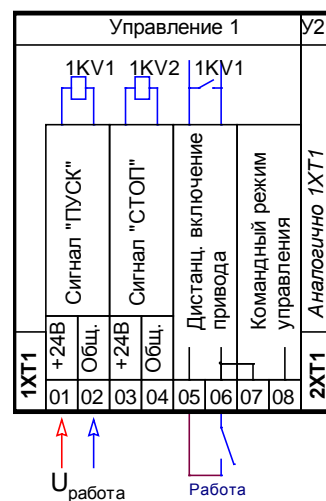 Управление 1
У2
1KV1
1KV2
1KV1
Сигнал "ПУСК"
Сигнал "СТОП"
Дистанц. включение
привода
Командный режим
управления
Аналогично 1XT1
1XT1
+24В
Общ.
+24В
Общ.
2XT1
01
02
03
04
05
06
07
08
Uработа
Работа